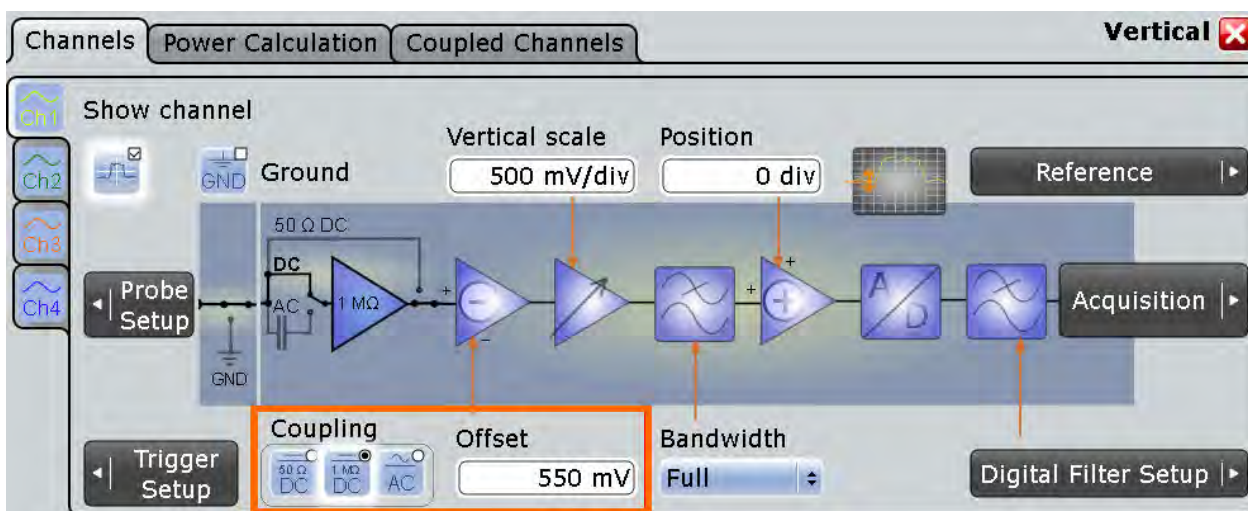 Channels
Power Calculation
Coupled Channels
Vertical
Ch1
Ch2
Ch3
Ch4
Show channel
GND
Ground
Vertical scale
500 mV/div
Position
0 div
Reference
50 Ω DC
DC
AC
1 MΩ
GND
+
−
+
+
A
D
Probe
Setup
Acquisition
Trigger
Setup
Coupling
50 Ω
DC
1 MΩ
DC
AC
Offset
550 mV
Bandwidth
Full
Digital Filter Setup